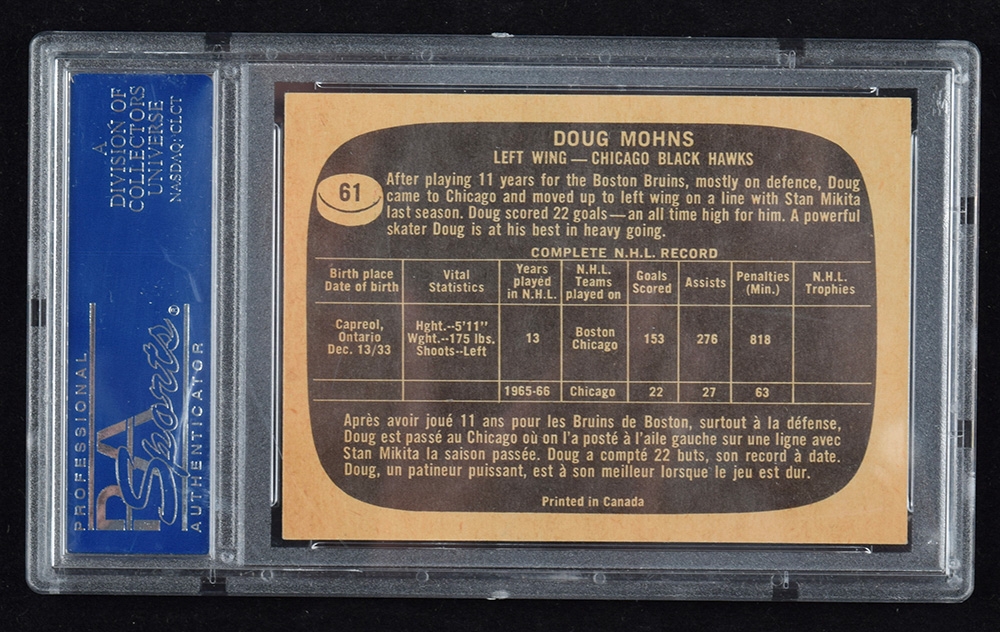 A
DIVISION OF
COLLECTORS
UNIVERSE
NASDAQ: CLCT
PROFESSIONAL
PSA
Sports®
AUTHENTICATOR
DOUG MOHNS
LEFT WING — CHICAGO BLACK HAWKS
61
After playing 11 years for the Boston Bruins, mostly on defence, Doug
came to Chicago and moved up to left wing on a line with Stan Mikita
last season. Doug scored 22 goals—an all time high for him. A powerful
skater Doug is at his best in heavy going.
COMPLETE N.H.L. RECORD
Birth place Date of birth | Vital Statistics | Years played in N.H.L. | N.H.L. Teams played on | Goals Scored | Assists | Penalties (Min.) | N.H.L. Trophies
Capreol, Ontario Dec. 13/33 | Hght.--5'11" Wght.--175 lbs. Shoots--Left | 13 | Boston Chicago | 153 | 276 | 818
1965-66 | Chicago | 22 | 27 | 63
Après avoir joué 11 ans pour les Bruins de Boston, surtout à la défense,
Doug est passé au Chicago où on l'a posté à l'aile gauche sur une ligne avec
Stan Mikita la saison passée. Doug a compté 22 buts, son record à date.
Doug, un patineur puissant, est à son meilleur lorsque le jeu est dur.
Printed in Canada